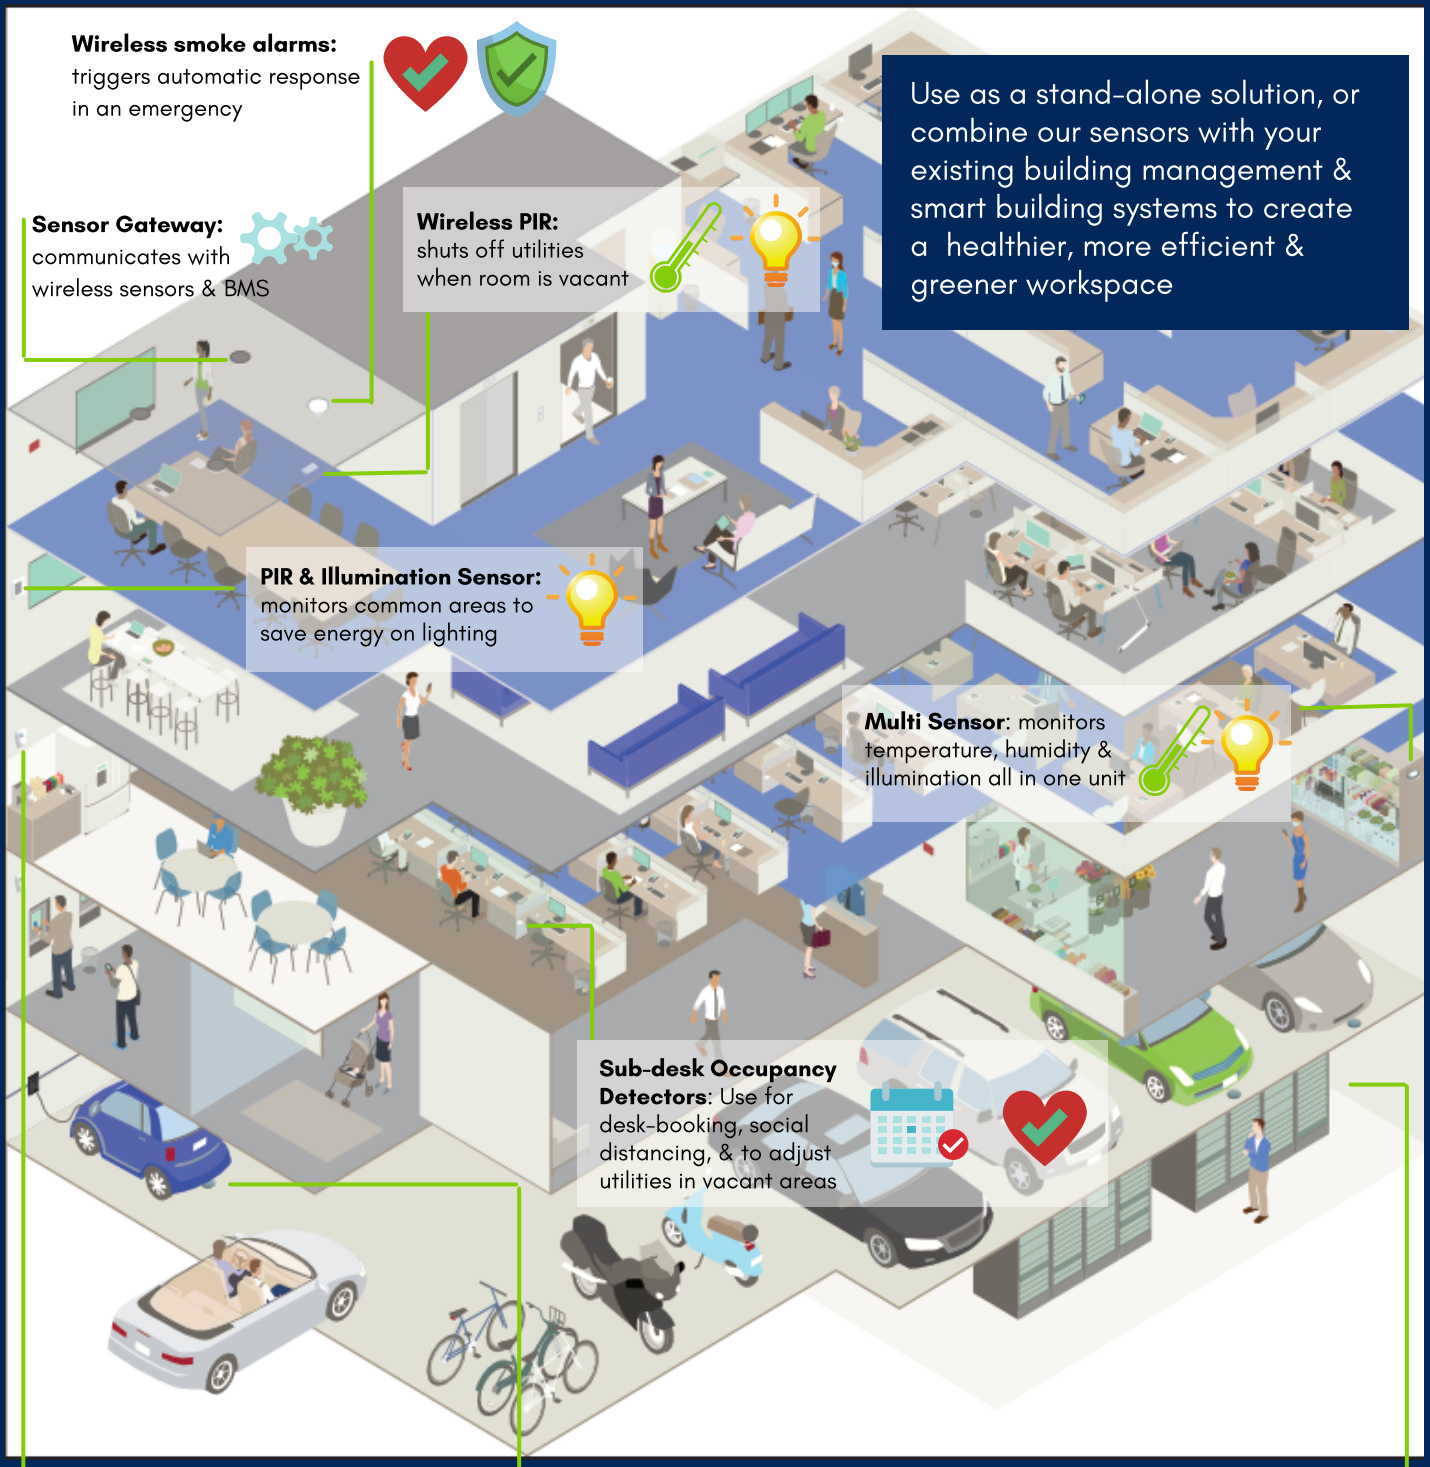 Wireless smoke alarms:
triggers automatic response
in an emergency
Use as a stand-alone solution, or
combine our sensors with your
existing building management &
smart building systems to create
a healthier, more efficient &
greener workspace
Sensor Gateway:
communicates with
wireless sensors & BMS
Wireless PIR:
shuts off utilities
when room is vacant
PIR & Illumination Sensor:
monitors common areas to
save energy on lighting
Multi Sensor: monitors
temperature, humidity &
illumination all in one unit
Sub-desk Occupancy
Detectors: Use for
desk-booking, social
distancing, & to adjust
utilities in vacant areas